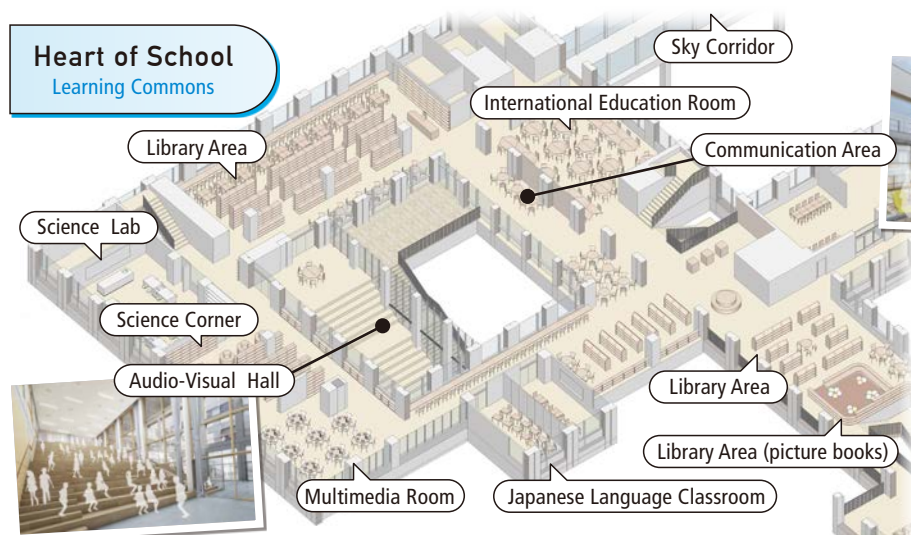 Heart of School
Learning Commons
Sky Corridor
International Education Room
Library Area
Communication Area
Science Lab
Science Corner
Audio-Visual Hall
Library Area
Library Area (picture books)
Multimedia Room
Japanese Language Classroom